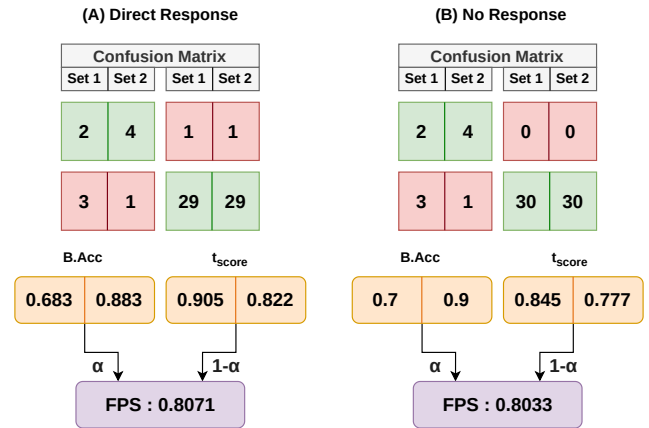 (A) Direct Response
Confusion Matrix
Set 1 Set 2 Set 1 Set 2
2 4 1 1
3 1 29 29
B.Acc tscore
0.683 0.883 0.905 0.822
α 1-α
FPS : 0.8071
(B) No Response
Confusion Matrix
Set 1 Set 2 Set 1 Set 2
2 4 0 0
3 1 30 30
B.Acc tscore
0.7 0.9 0.845 0.777
α 1-α
FPS : 0.8033